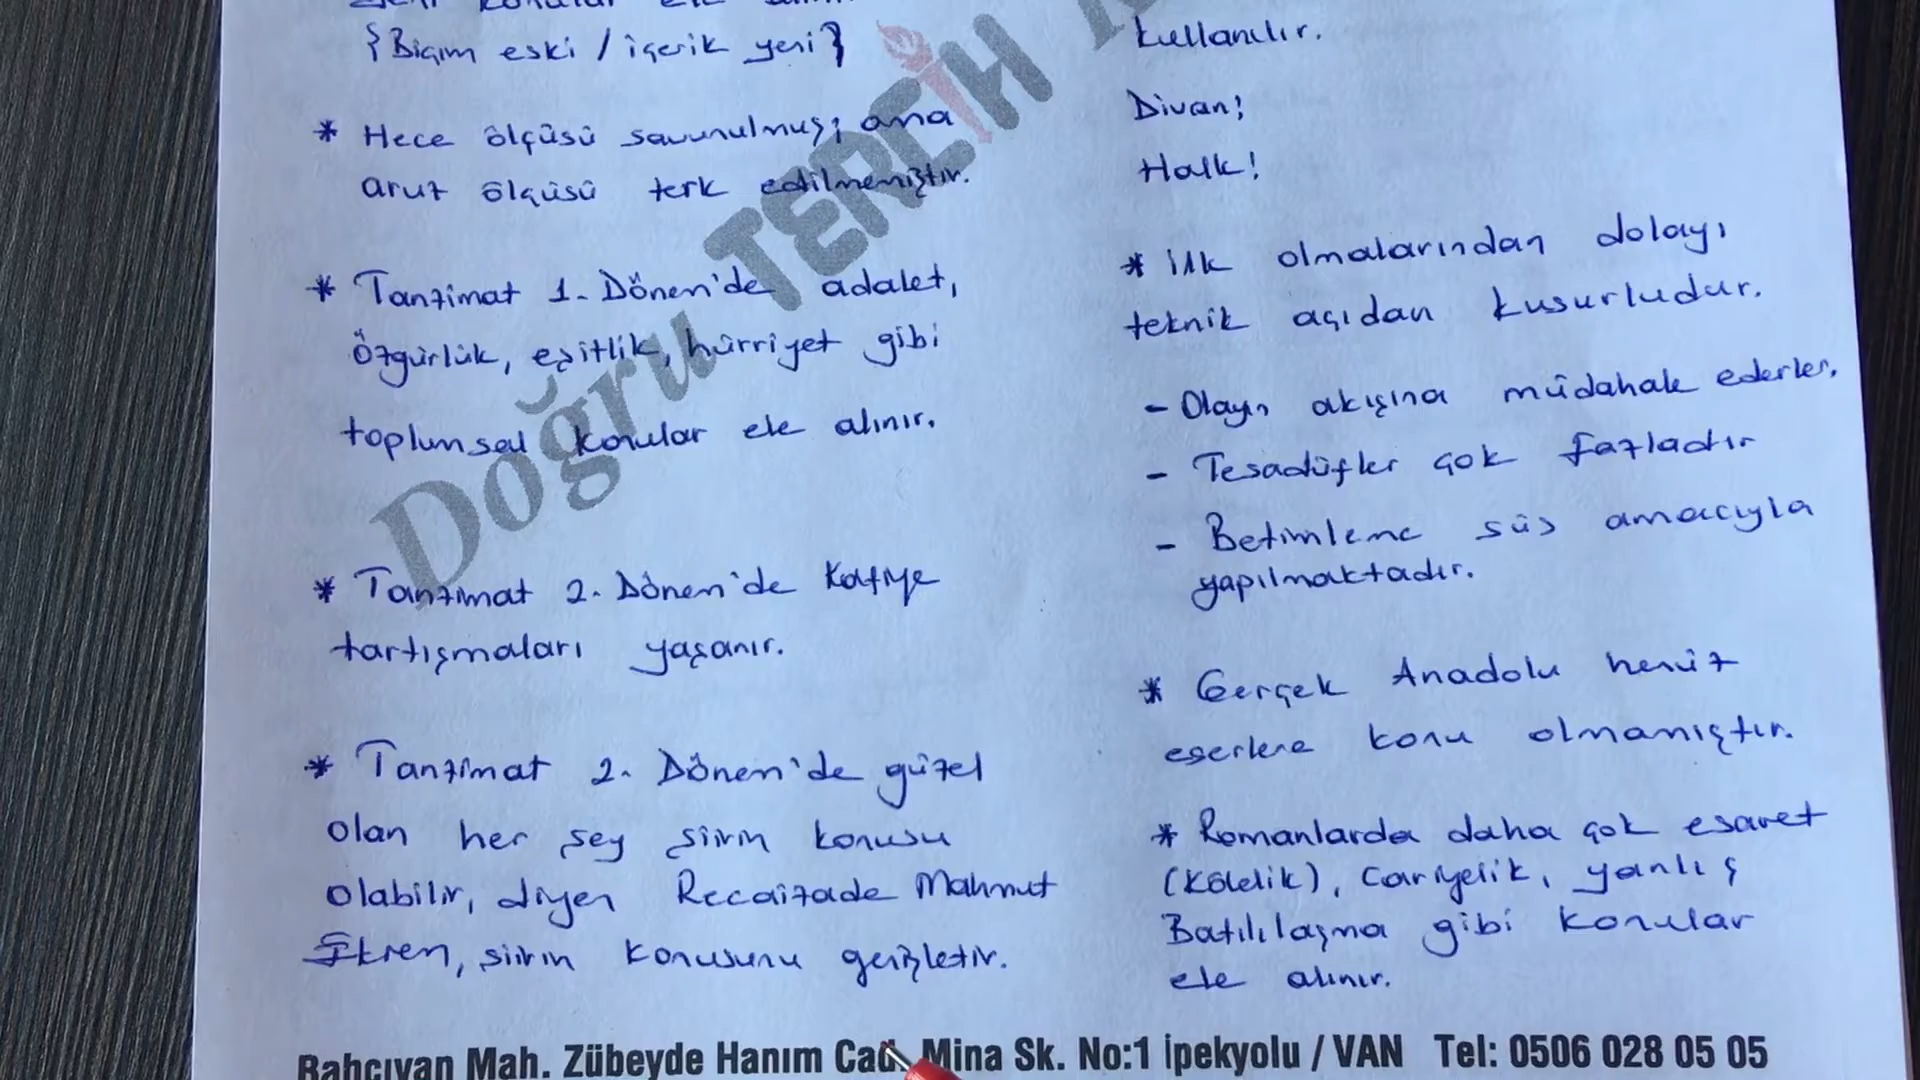 {Biçim eski / içerik yeni}
* Hece ölçüsü savunulmuş; ama
aruz ölçüsü terk edilmemiştir.
* Tanzimat 1. Dönem'de adalet,
Özgürlük, eşitlik, hürriyet gibi
toplumsal konular ele alınır.
* Tanzimat 2. Dönem'de Kafiye
tartışmaları yaşanır.
* Tanzimat 2. Dönem'de güzel
olan her şey şiirin konusu
olabilir, diyen Recaizade Mahmut
Ekrem, şiirin konusunu genişletir.
kullanılır.
Divan;
Halk!
* İlk olmalarından dolayı
teknik açıdan kusurludur.
- Olayın akışına müdahale ederler.
- Tesadüfler çok fazladır
- Betimleme süs amacıyla
yapılmaktadır.
* Gerçek Anadolu henüz
eserlere konu olmamıştır.
* Romanlarda daha çok esaret
(Kölelik), Cariyelik, yanlış
Batılılaşma gibi konular
ele alınır.
Doğru TERCİH
Bahçıvan Mah. Zübeyde Hanım Cad. Mina Sk. No:1 İpekyolu / VAN Tel: 0506 028 05 05